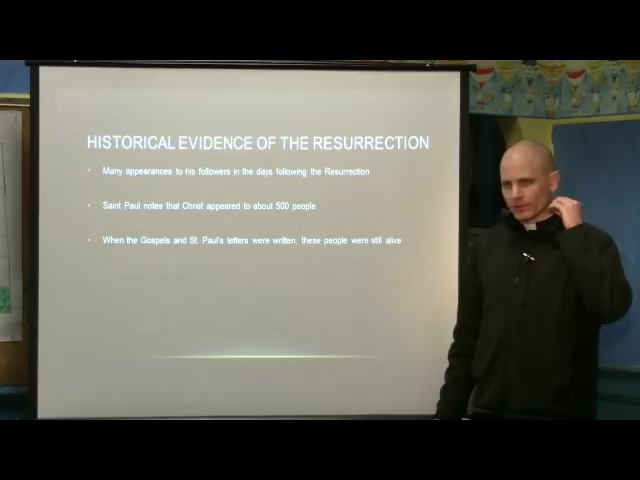 HISTORICAL EVIDENCE OF THE RESURRECTION
Many appearances to his followers in the days following the Resurrection
Saint Paul notes that Christ appeared to about 500 people
When the Gospels and St. Paul's letters were written, these people were still alive